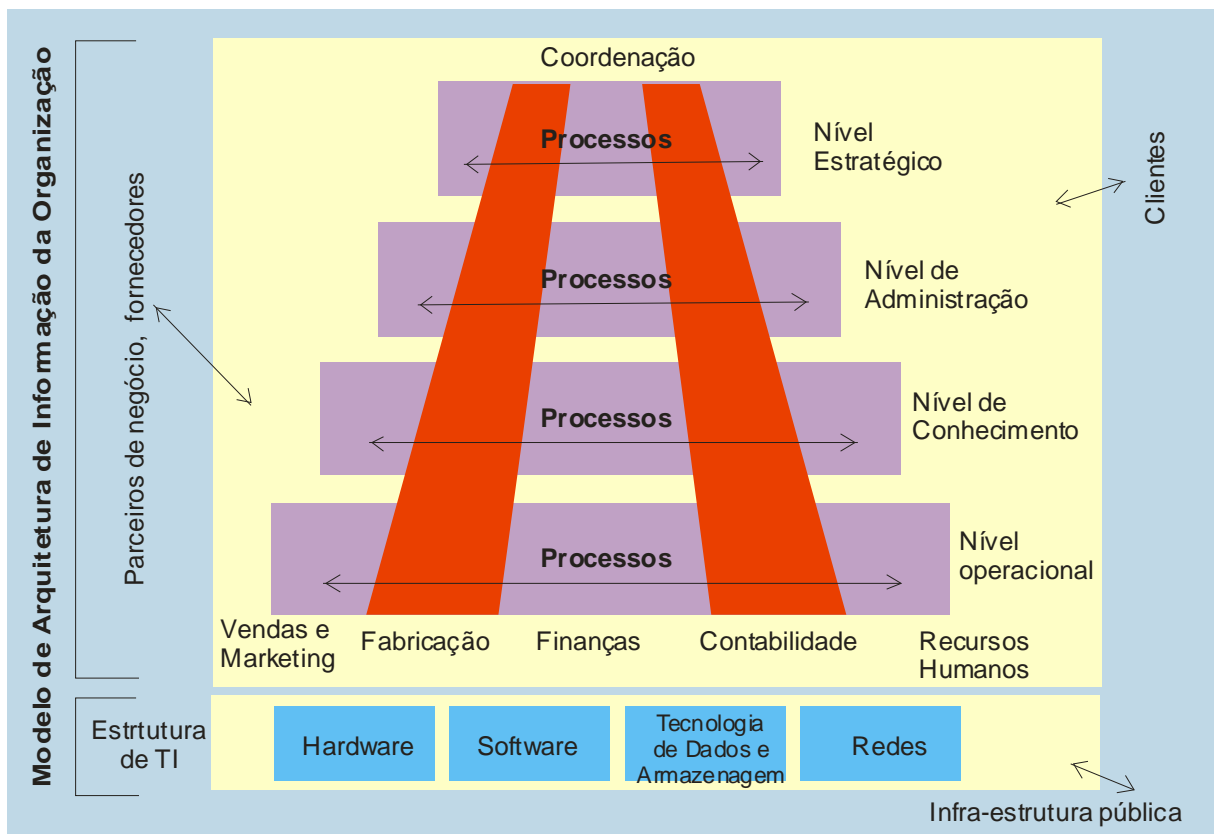 Modelo de Arquitetura de Informação da Organização
Parceiros de negócio, fornecedores
Coordenação
Processos
Nível
Estratégico
Clientes
Processos
Nível de
Administração
Processos
Nível de
Conhecimento
Processos
Nível
operacional
Vendas e
Marketing
Fabricação
Finanças
Contabilidade
Recursos
Humanos
Estrtutura
de TI
Hardware
Software
Tecnologia
de Dados e
Armazenagem
Redes
Infra-estrutura pública